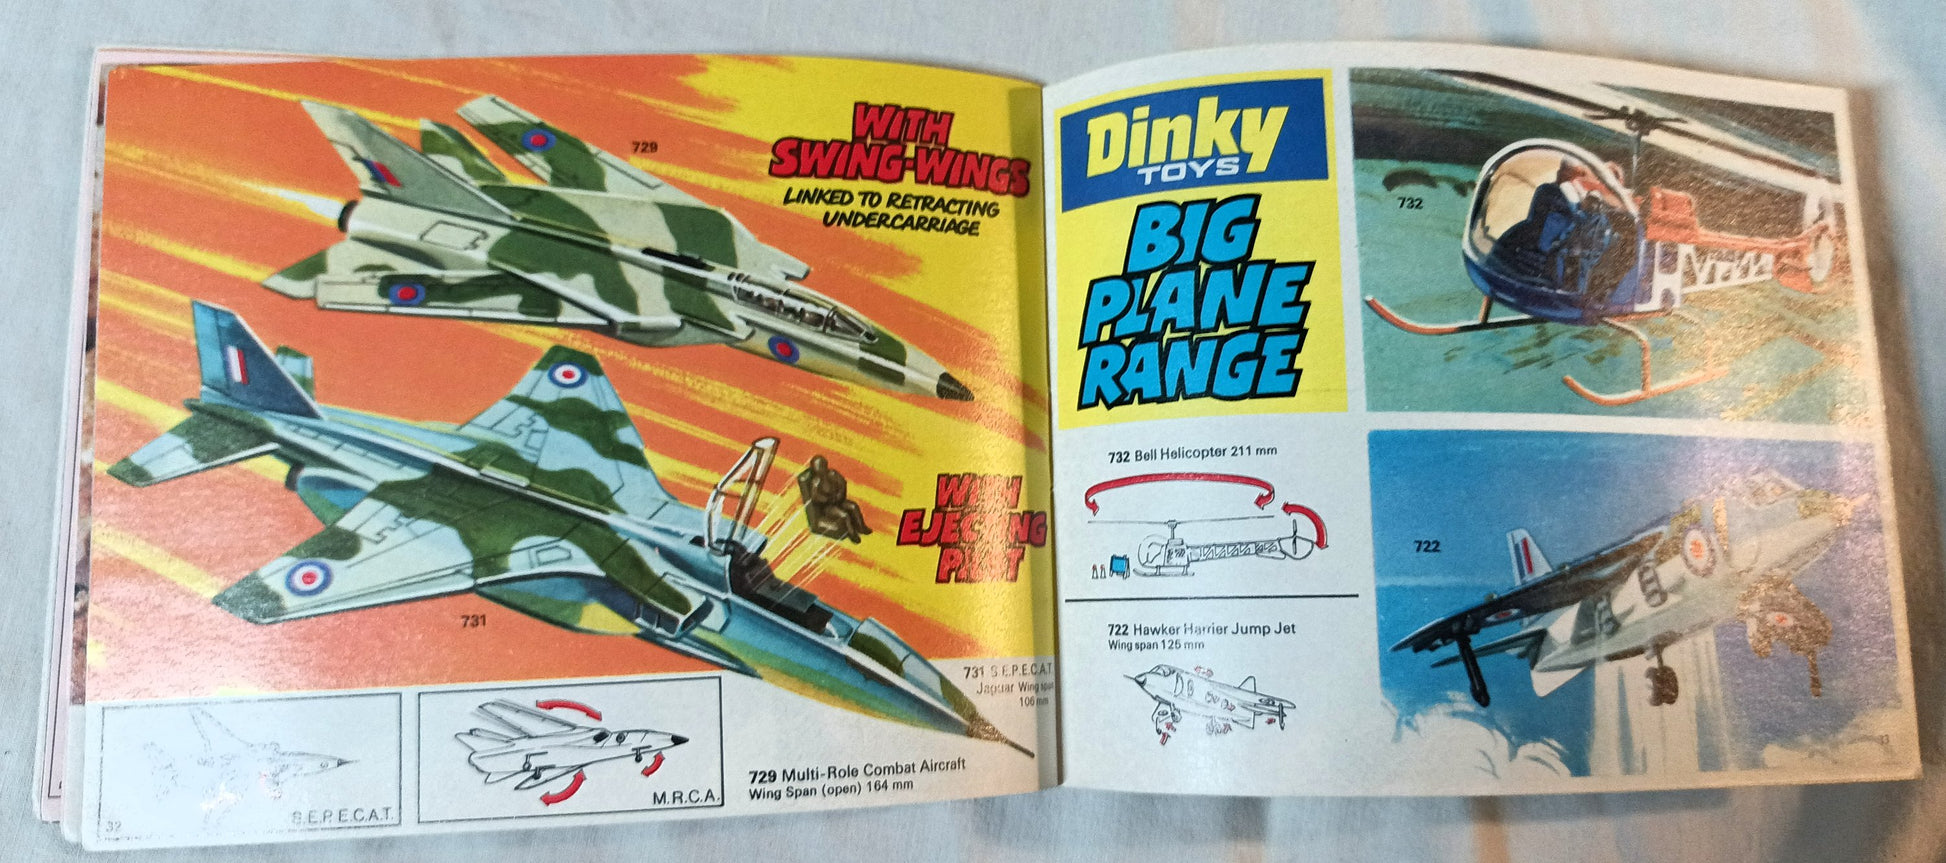 729
WITH
SWING-WINGS
LINKED TO RETRACTING
UNDERCARRIAGE
WITH
EJECTING
PILOT
731
731 S.E.P.E.C.A.T
Jaguar Wing span
106 mm
S.E.P.E.C.A.T.
M.R.C.A.
729 Multi-Role Combat Aircraft
Wing Span (open) 164 mm
32
Dinky
TOYS
BIG
PLANE
RANGE
732
732 Bell Helicopter 211 mm
722 Hawker Harrier Jump Jet
Wing span 125 mm
722
33